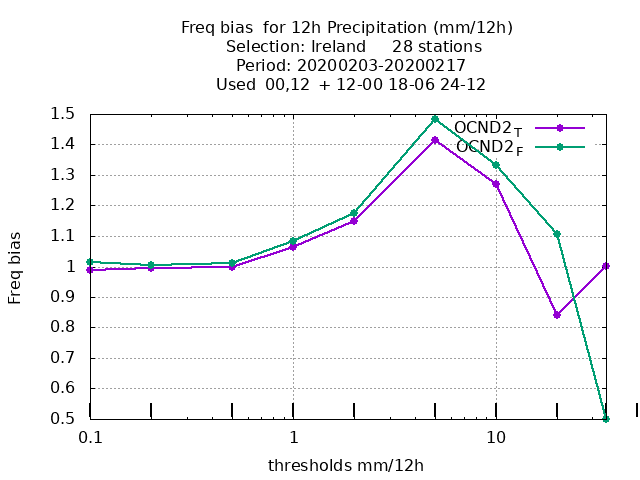 Freq bias  for 12h Precipitation (mm/12h)
Selection: Ireland     28 stations
Period: 20200203-20200217
Used  00,12  + 12-00 18-06 24-12
1.5
1.4
1.3
1.2
1.1
1
0.9
0.8
0.7
0.6
0.5
Freq bias
OCND2T
OCND2F
0.1 1 10
thresholds mm/12h